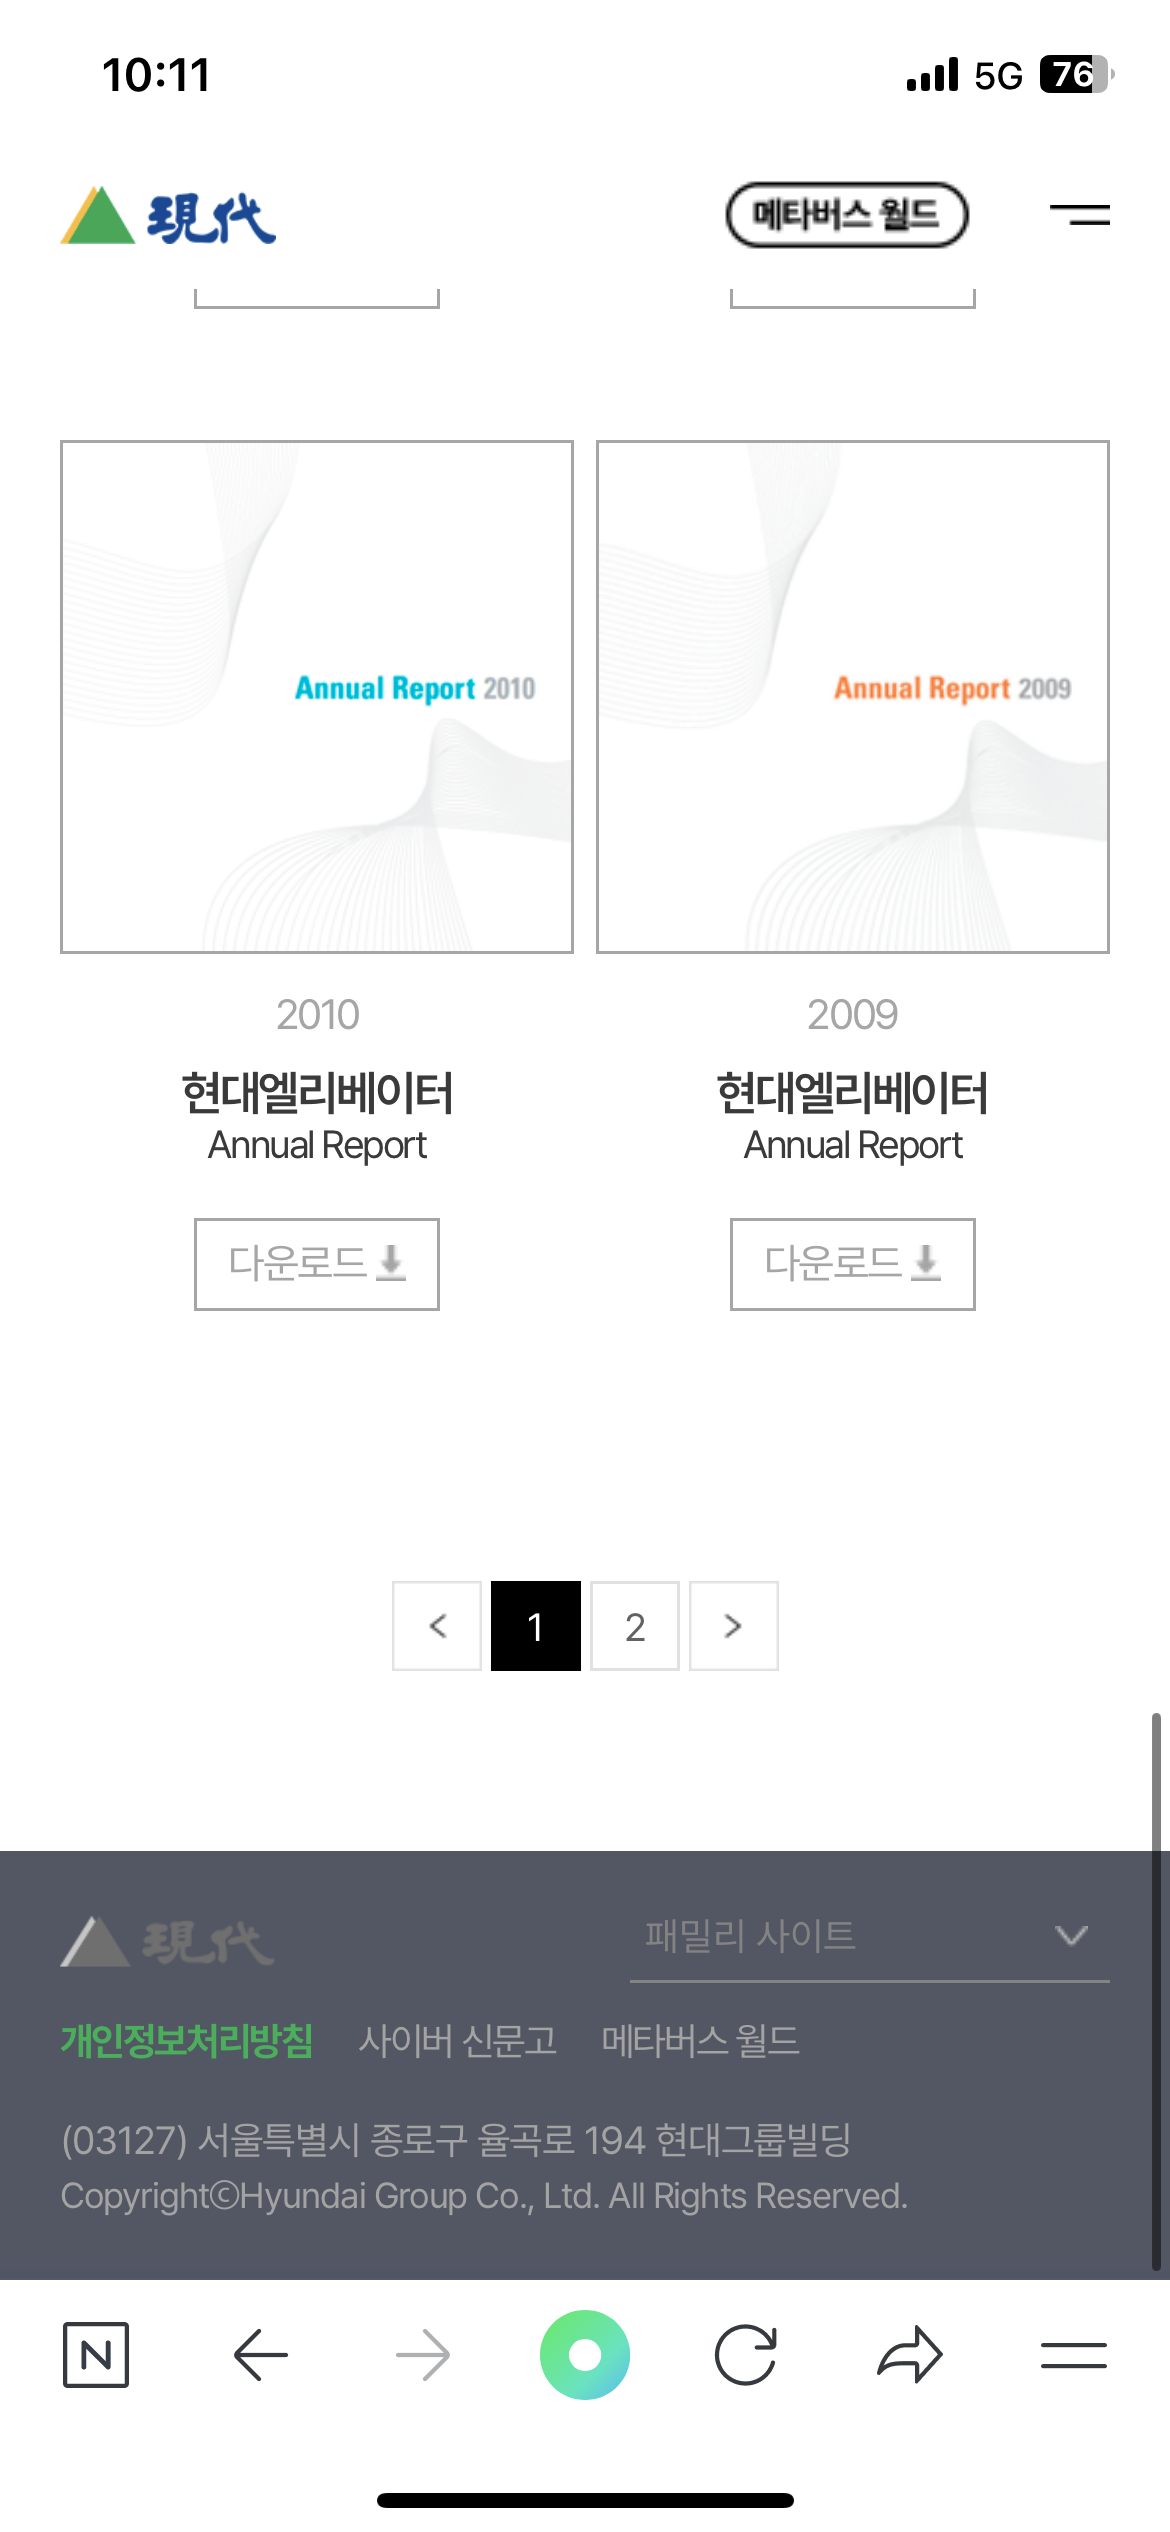 10:11
5G
76
現代
메타버스 월드
Annual Report 2010
Annual Report 2009
2010
2009
현대엘리베이터
현대엘리베이터
Annual Report
Annual Report
다운로드
다운로드
< 1 2 >
現代
패밀리 사이트
개인정보처리방침 사이버 신문고 메타버스 월드
(03127) 서울특별시 종로구 율곡로 194 현대그룹빌딩
CopyrightⓒHyundai Group Co., Ltd. All Rights Reserved.
N